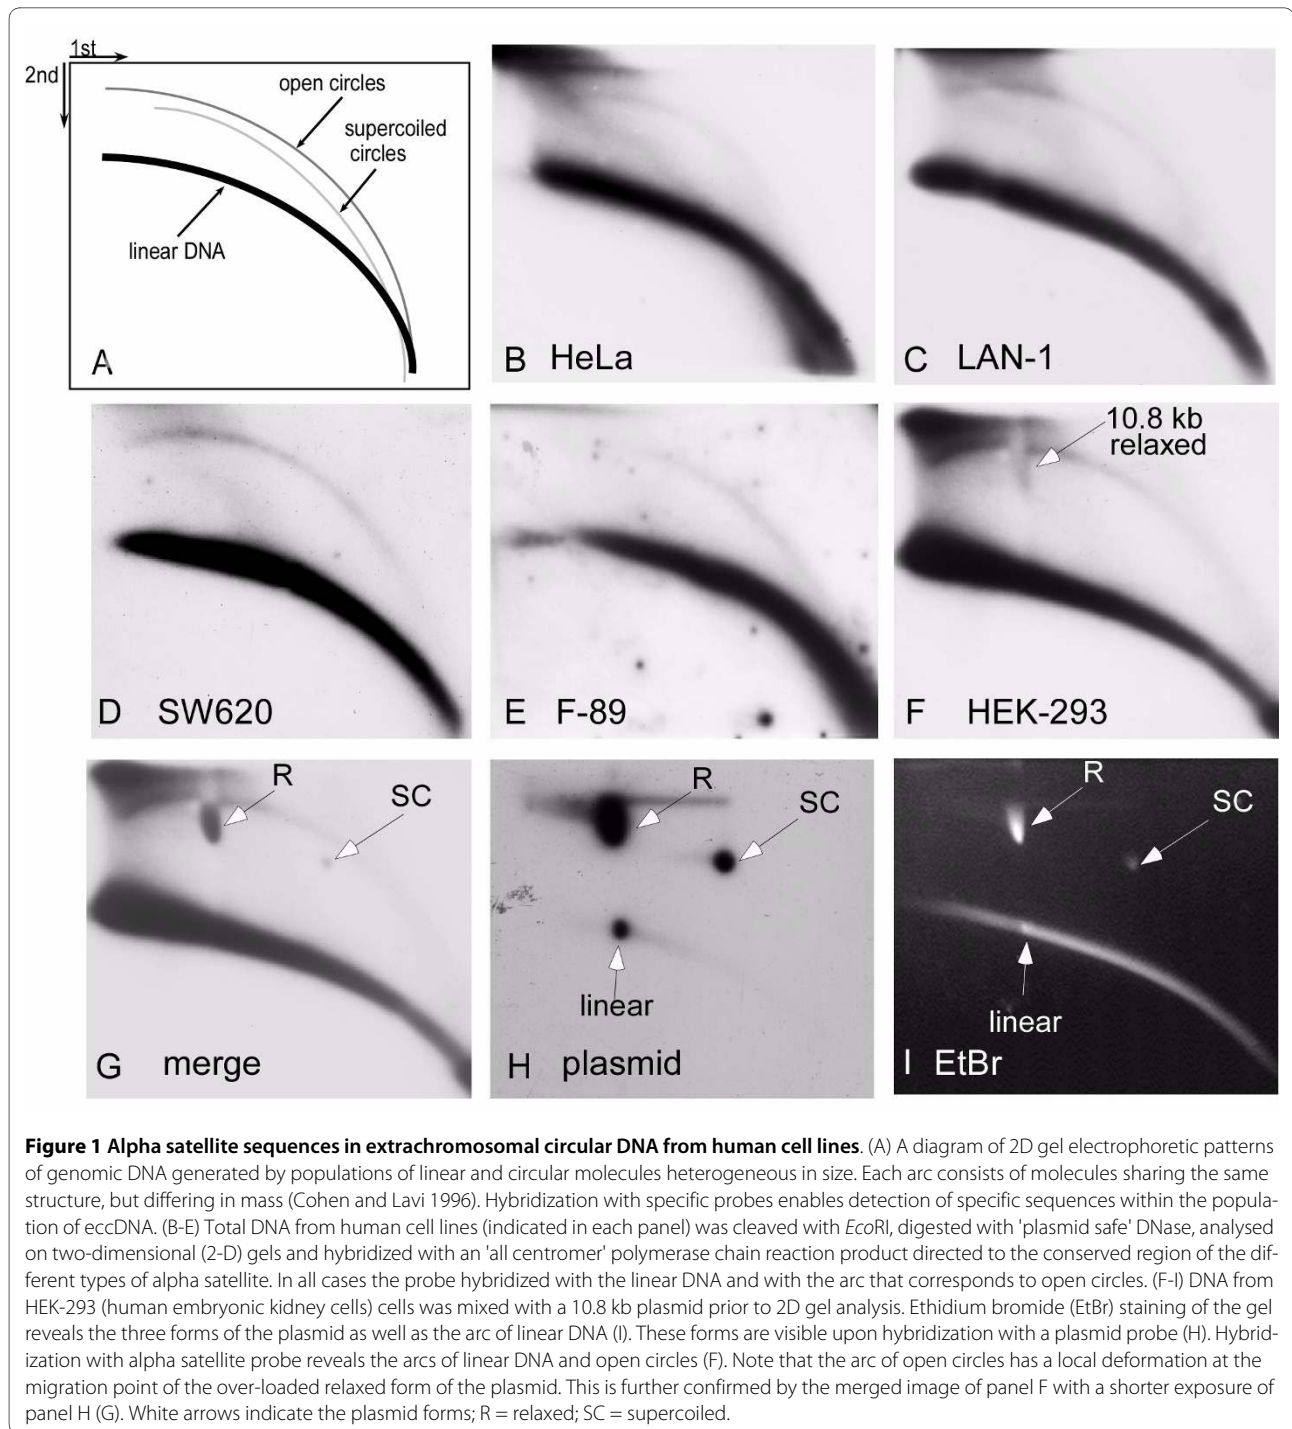 1st
2nd
open circles
supercoiled
circles
linear DNA
A
B HeLa
C LAN-1
D SW620
E F-89
10.8 kb
relaxed
F HEK-293
R
SC
G merge
R
SC
linear
H plasmid
R
SC
linear
I EtBr
Figure 1 Alpha satellite sequences in extrachromosomal circular DNA from human cell lines. (A) A diagram of 2D gel electrophoretic patterns
of genomic DNA generated by populations of linear and circular molecules heterogeneous in size. Each arc consists of molecules sharing the same
structure, but differing in mass (Cohen and Lavi 1996). Hybridization with specific probes enables detection of specific sequences within the popula-
tion of eccDNA. (B-E) Total DNA from human cell lines (indicated in each panel) was cleaved with EcoRI, digested with 'plasmid safe' DNase, analysed
on two-dimensional (2-D) gels and hybridized with an 'all centromer' polymerase chain reaction product directed to the conserved region of the dif-
ferent types of alpha satellite. In all cases the probe hybridized with the linear DNA and with the arc that corresponds to open circles. (F-I) DNA from
HEK-293 (human embryonic kidney cells) cells was mixed with a 10.8 kb plasmid prior to 2D gel analysis. Ethidium bromide (EtBr) staining of the gel
reveals the three forms of the plasmid as well as the arc of linear DNA (I). These forms are visible upon hybridization with a plasmid probe (H). Hybrid-
ization with alpha satellite probe reveals the arcs of linear DNA and open circles (F). Note that the arc of open circles has a local deformation at the
migration point of the over-loaded relaxed form of the plasmid. This is further confirmed by the merged image of panel F with a shorter exposure of
panel H (G). White arrows indicate the plasmid forms; R = relaxed; SC = supercoiled.